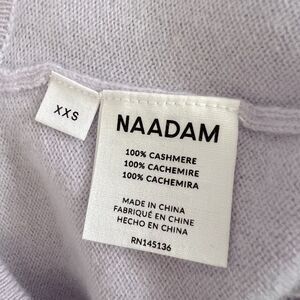 XXS
NAADAM
100% CASHMERE
100% CACHEMIRE
100% CACHEMIRA
MADE IN CHINA
FABRIQUÉ EN CHINE
HECHO EN CHINA
RN145136